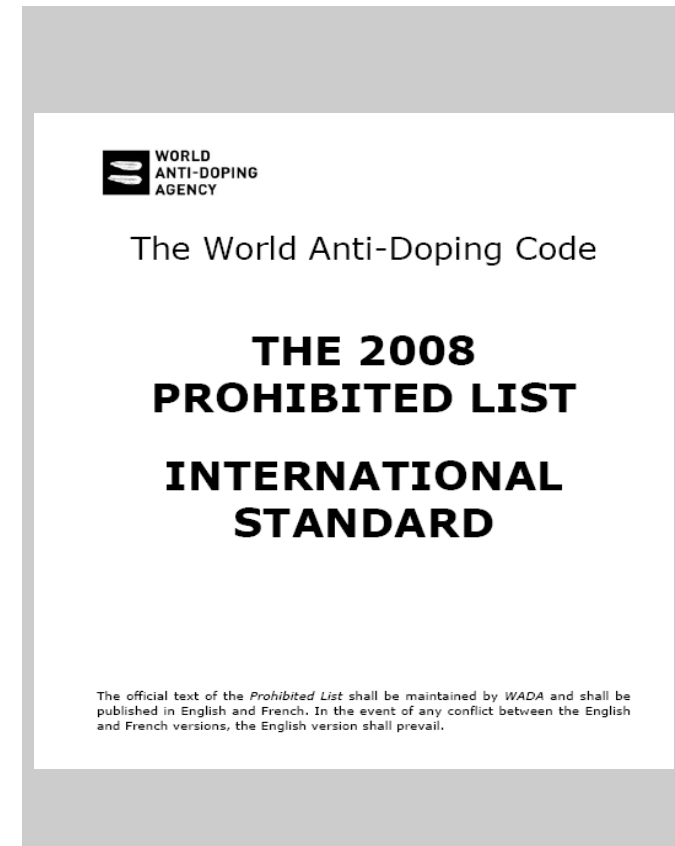 WORLD
ANTI-DOPING
AGENCY
The World Anti-Doping Code
THE 2008
PROHIBITED LIST
INTERNATIONAL
STANDARD
The official text of the Prohibited List shall be maintained by WADA and shall be
published in English and French. In the event of any conflict between the English
and French versions, the English version shall prevail.